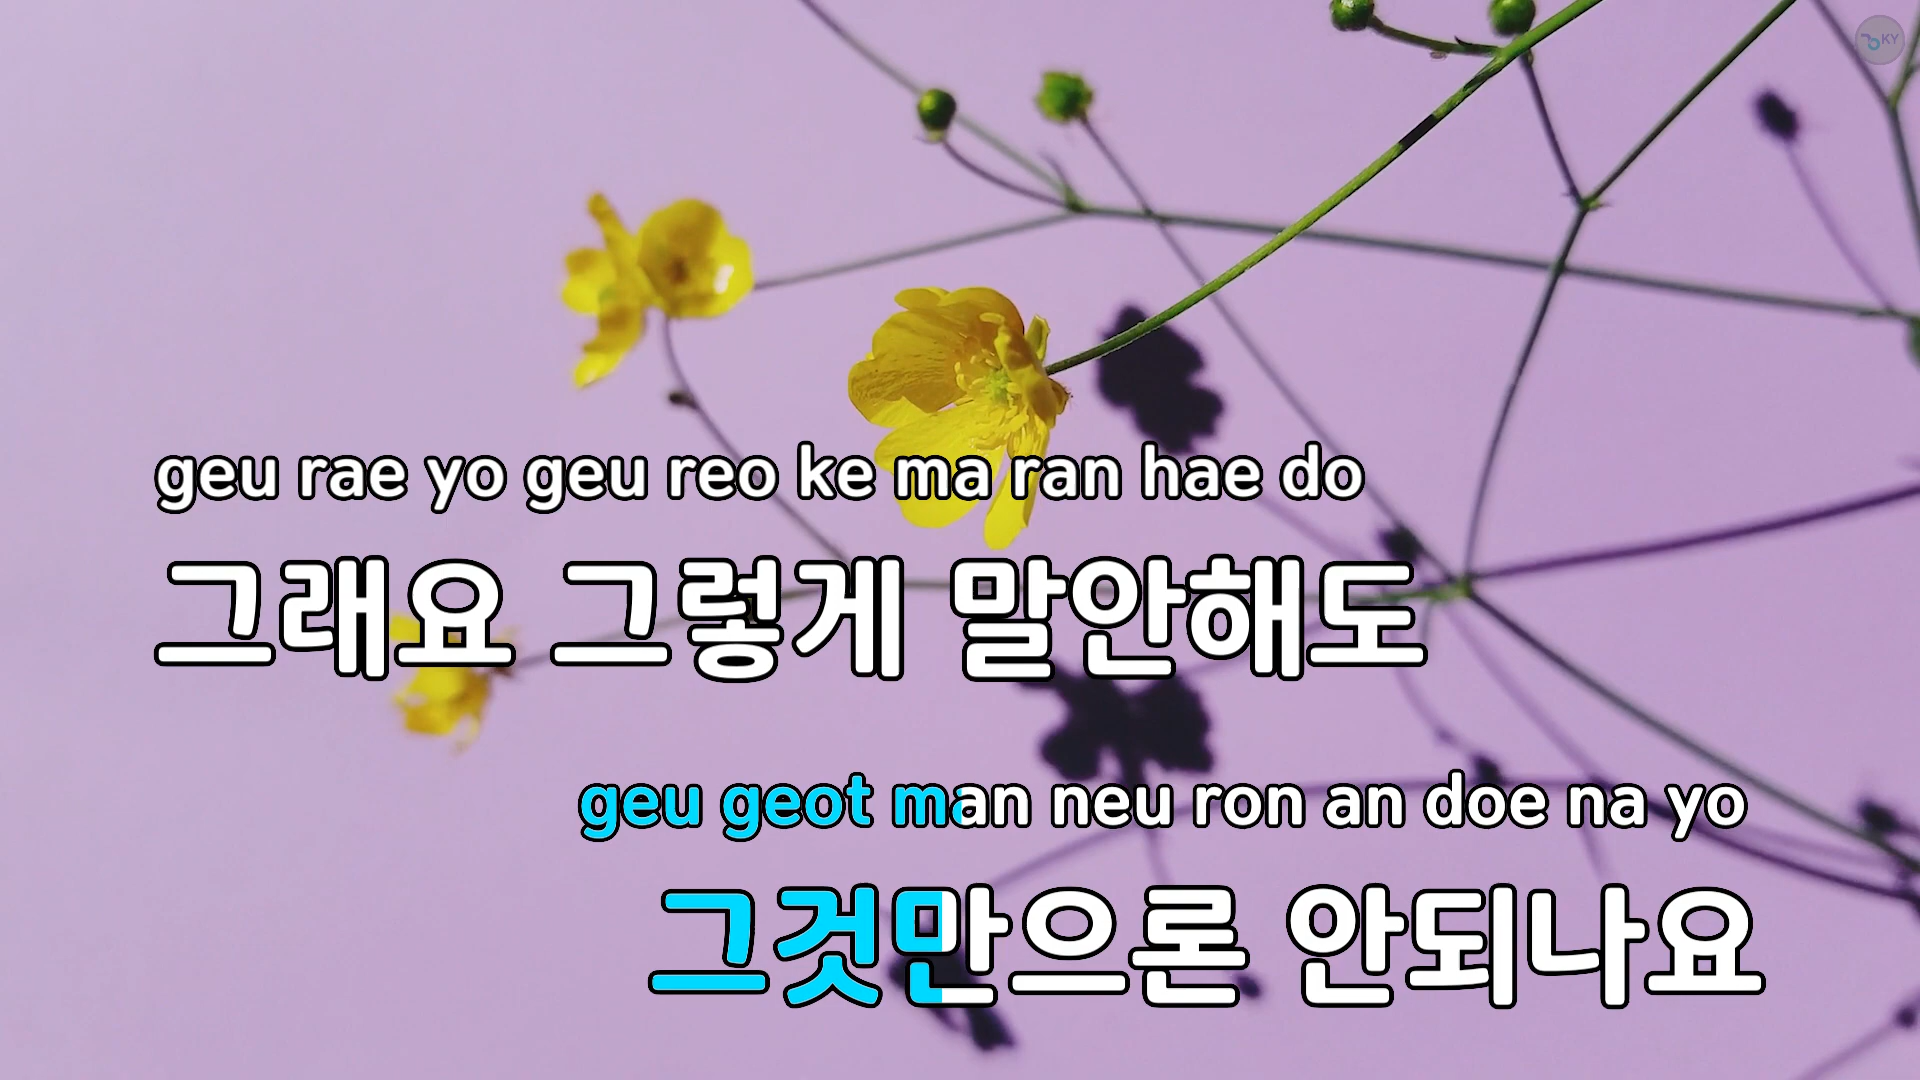 KY
geu rae yo geu reo ke ma ran hae do
그래요 그렇게 말안해도
geu geot man neu ron an doe na yo
그것만으론 안되나요